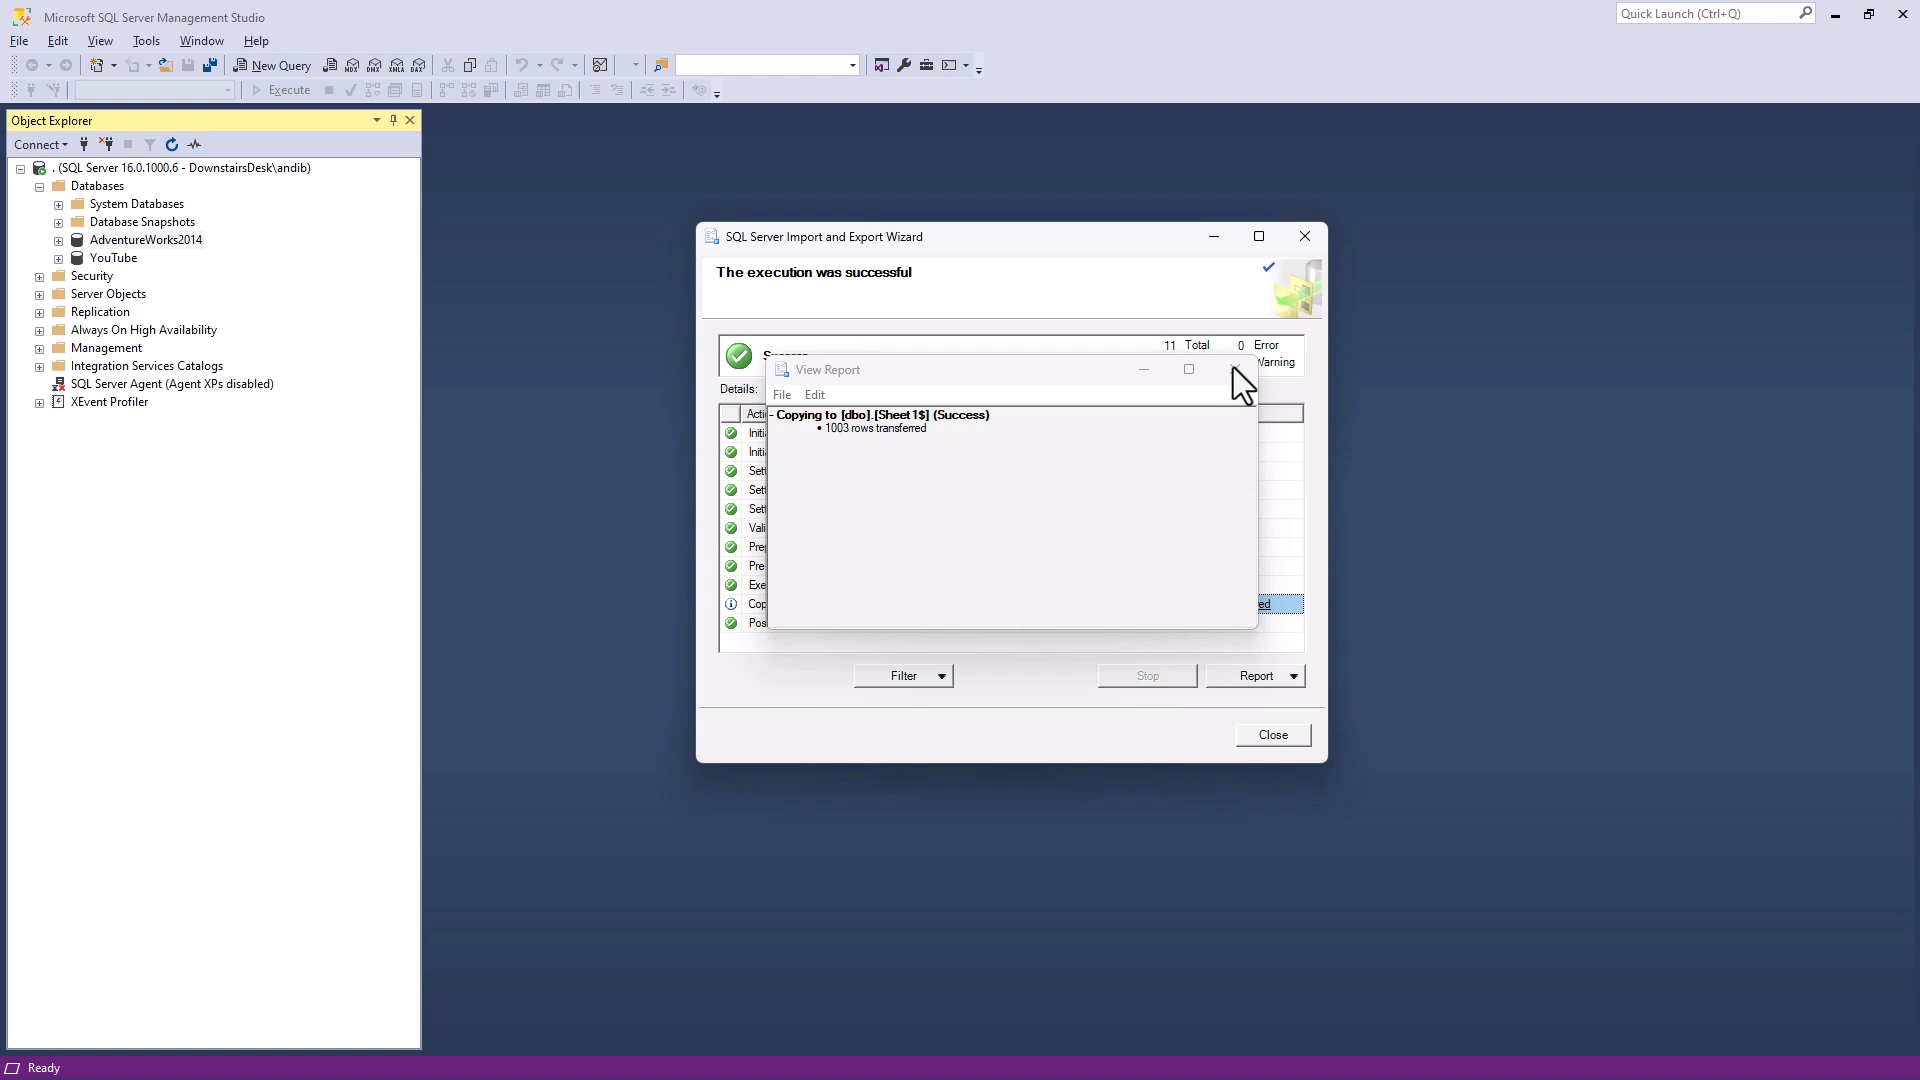 Microsoft SQL Server Management Studio
Quick Launch (Ctrl+Q)
File Edit View Tools Window Help
New Query
Execute
Object Explorer
Connect
. (SQL Server 16.0.1000.6 - DownstairsDesk\andib)
Databases
System Databases
Database Snapshots
AdventureWorks2014
YouTube
Security
Server Objects
Replication
Always On High Availability
Management
Integration Services Catalogs
SQL Server Agent (Agent XPs disabled)
XEvent Profiler
SQL Server Import and Export Wizard
The execution was successful
11 Total 0 Error
Warning
Details:
View Report
File Edit
- Copying to [dbo].[Sheet1$] (Success)
• 1003 rows transferred
Filter Stop Report
Close
Ready